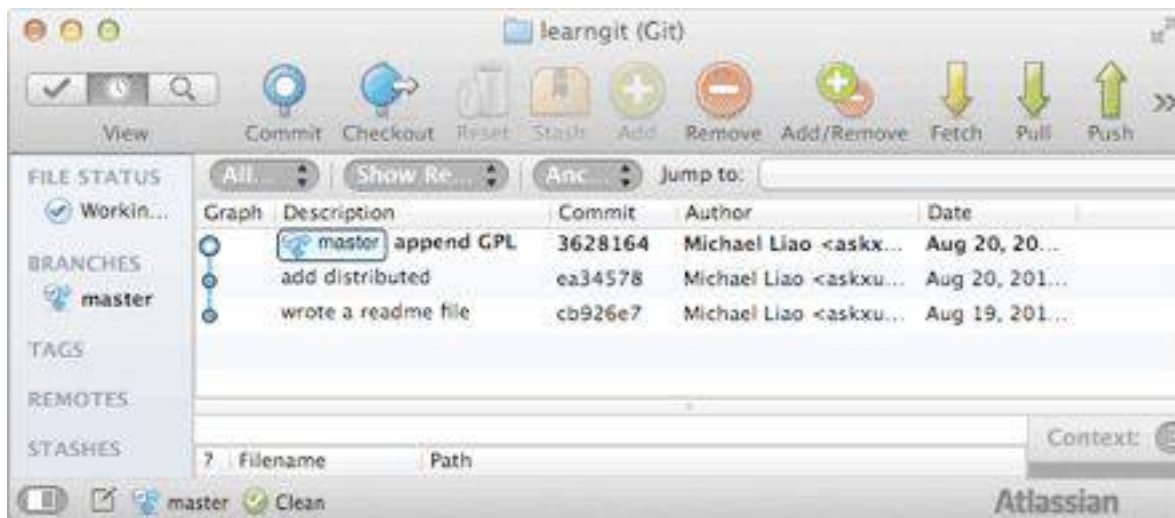 learngit (Git)
View Commit Checkout Reset Stash Add Remove Add/Remove Fetch Pull Push
All... Show Re... Anc... Jump to:
FILE STATUS
Workin...
BRANCHES
master
TAGS
REMOTES
STASHES
Graph Description Commit Author Date
master append GPL 3628164 Michael Liao <askx... Aug 20, 20...
add distributed ea34578 Michael Liao <askxu... Aug 20, 201...
wrote a readme file cb926e7 Michael Liao <askxu... Aug 19, 201...
Context:
? Filename Path
master Clean Atlassian